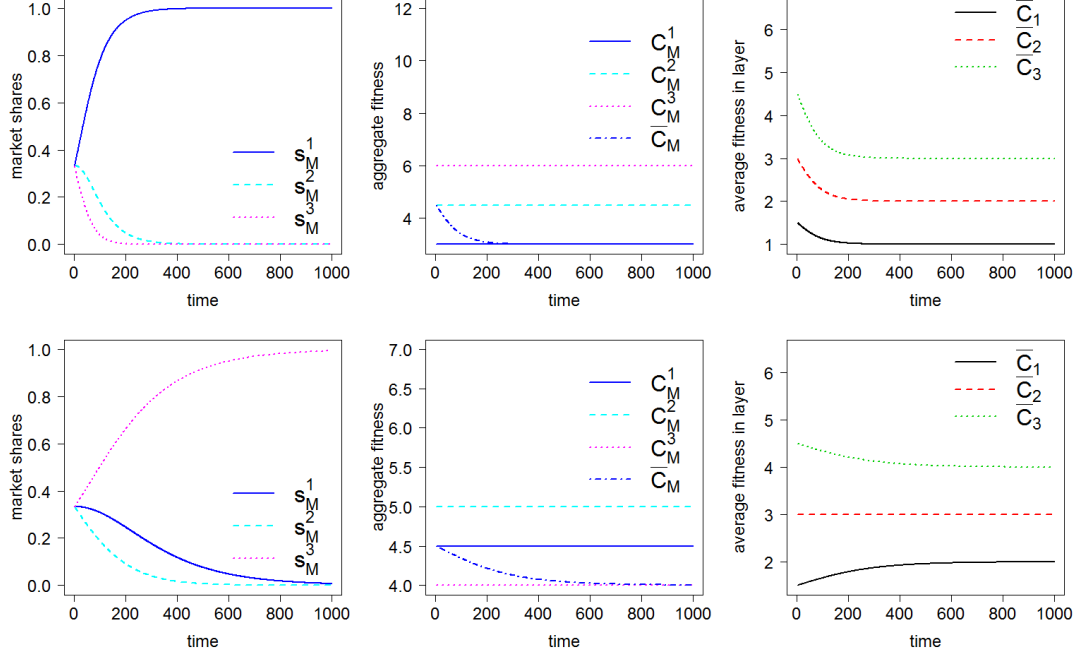 market shares
1.0
0.8
0.6
0.4
0.2
0.0
s_M^1
s_M^2
s_M^3
0 200 400 600 800 1000
time
aggregate fitness
12
10
8
6
4
C_M^1
C_M^2
C_M^3
C̅_M
0 200 400 600 800 1000
time
average fitness in layer
6
5
4
3
2
1
C̅_1
C̅_2
C̅_3
0 200 400 600 800 1000
time
market shares
1.0
0.8
0.6
0.4
0.2
0.0
s_M^1
s_M^2
s_M^3
0 200 400 600 800 1000
time
aggregate fitness
7.0
6.5
6.0
5.5
5.0
4.5
4.0
C_M^1
C_M^2
C_M^3
C̅_M
0 200 400 600 800 1000
time
average fitness in layer
6
5
4
3
2
C̅_1
C̅_2
C̅_3
0 200 400 600 800 1000
time